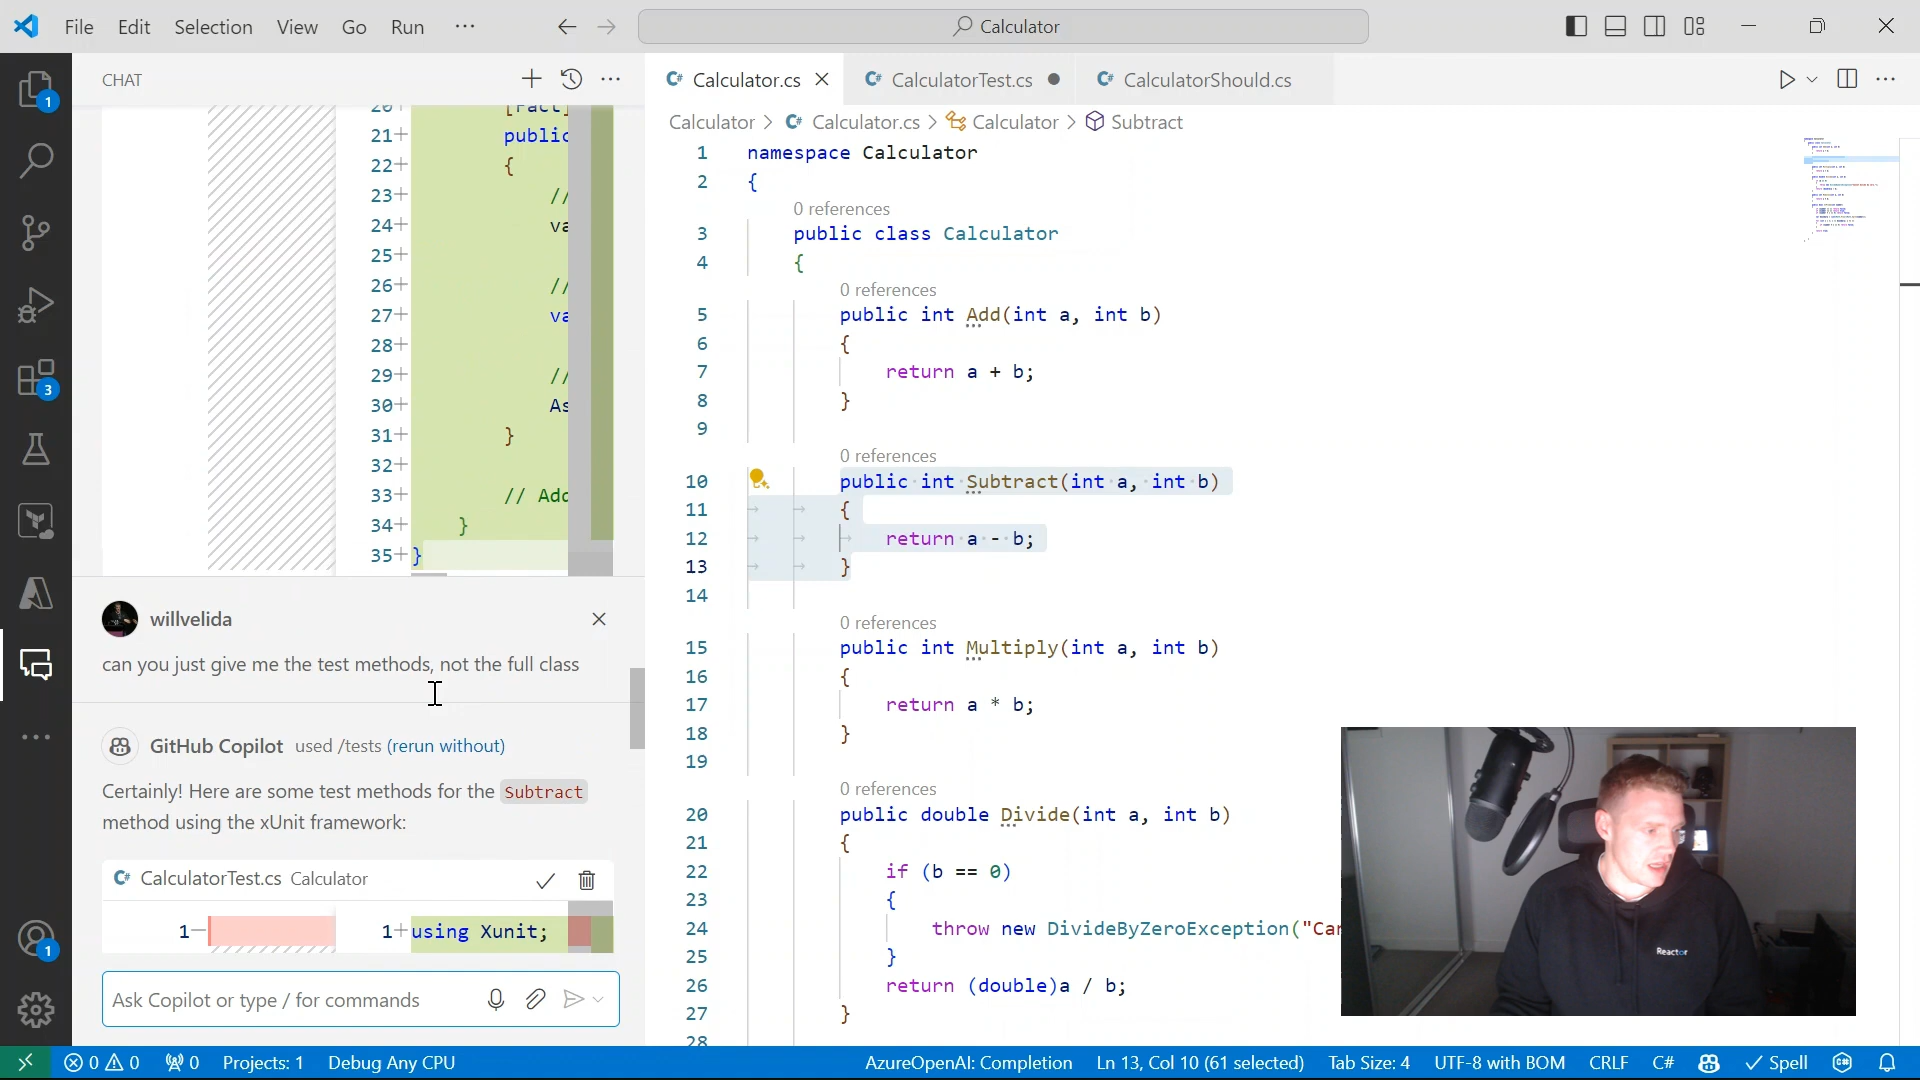 File Edit Selection View Go Run ···
Calculator
CHAT
20+ [Fact]
21+ public
22+ {
23+ //
24+ va
25+
26+ //
27+ va
28+
29+ //
30+ As
31+ }
32+
33+ // Add
34+ }
35+ }
willvelida
can you just give me the test methods, not the full class
GitHub Copilot used /tests (rerun without)
Certainly! Here are some test methods for the Subtract
method using the xUnit framework:
C# CalculatorTest.cs Calculator
1- 1+ using Xunit;
Ask Copilot or type / for commands
C# Calculator.cs C# CalculatorTest.cs C# CalculatorShould.cs
Calculator > C# Calculator.cs > Calculator > Subtract
1 namespace Calculator
2 {
0 references
3 public class Calculator
4 {
0 references
5 public int Add(int a, int b)
6 {
7 return a + b;
8 }
9
0 references
10 public int Subtract(int a, int b)
11 {
12 return a - b;
13 }
14
0 references
15 public int Multiply(int a, int b)
16 {
17 return a * b;
18 }
19
0 references
20 public double Divide(int a, int b)
21 {
22 if (b == 0)
23 {
24 throw new DivideByZeroException("Car
25 }
26 return (double)a / b;
27 }
28
1
3
1
Reactor
0 0 0 Projects: 1 Debug Any CPU AzureOpenAI: Completion Ln 13, Col 10 (61 selected) Tab Size: 4 UTF-8 with BOM CRLF C# Spell